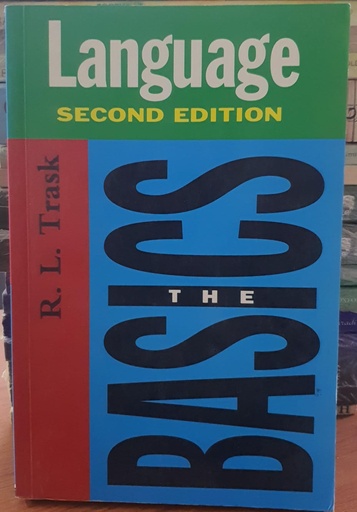 Language
SECOND EDITION
R. L. Trask
THE
BASICS